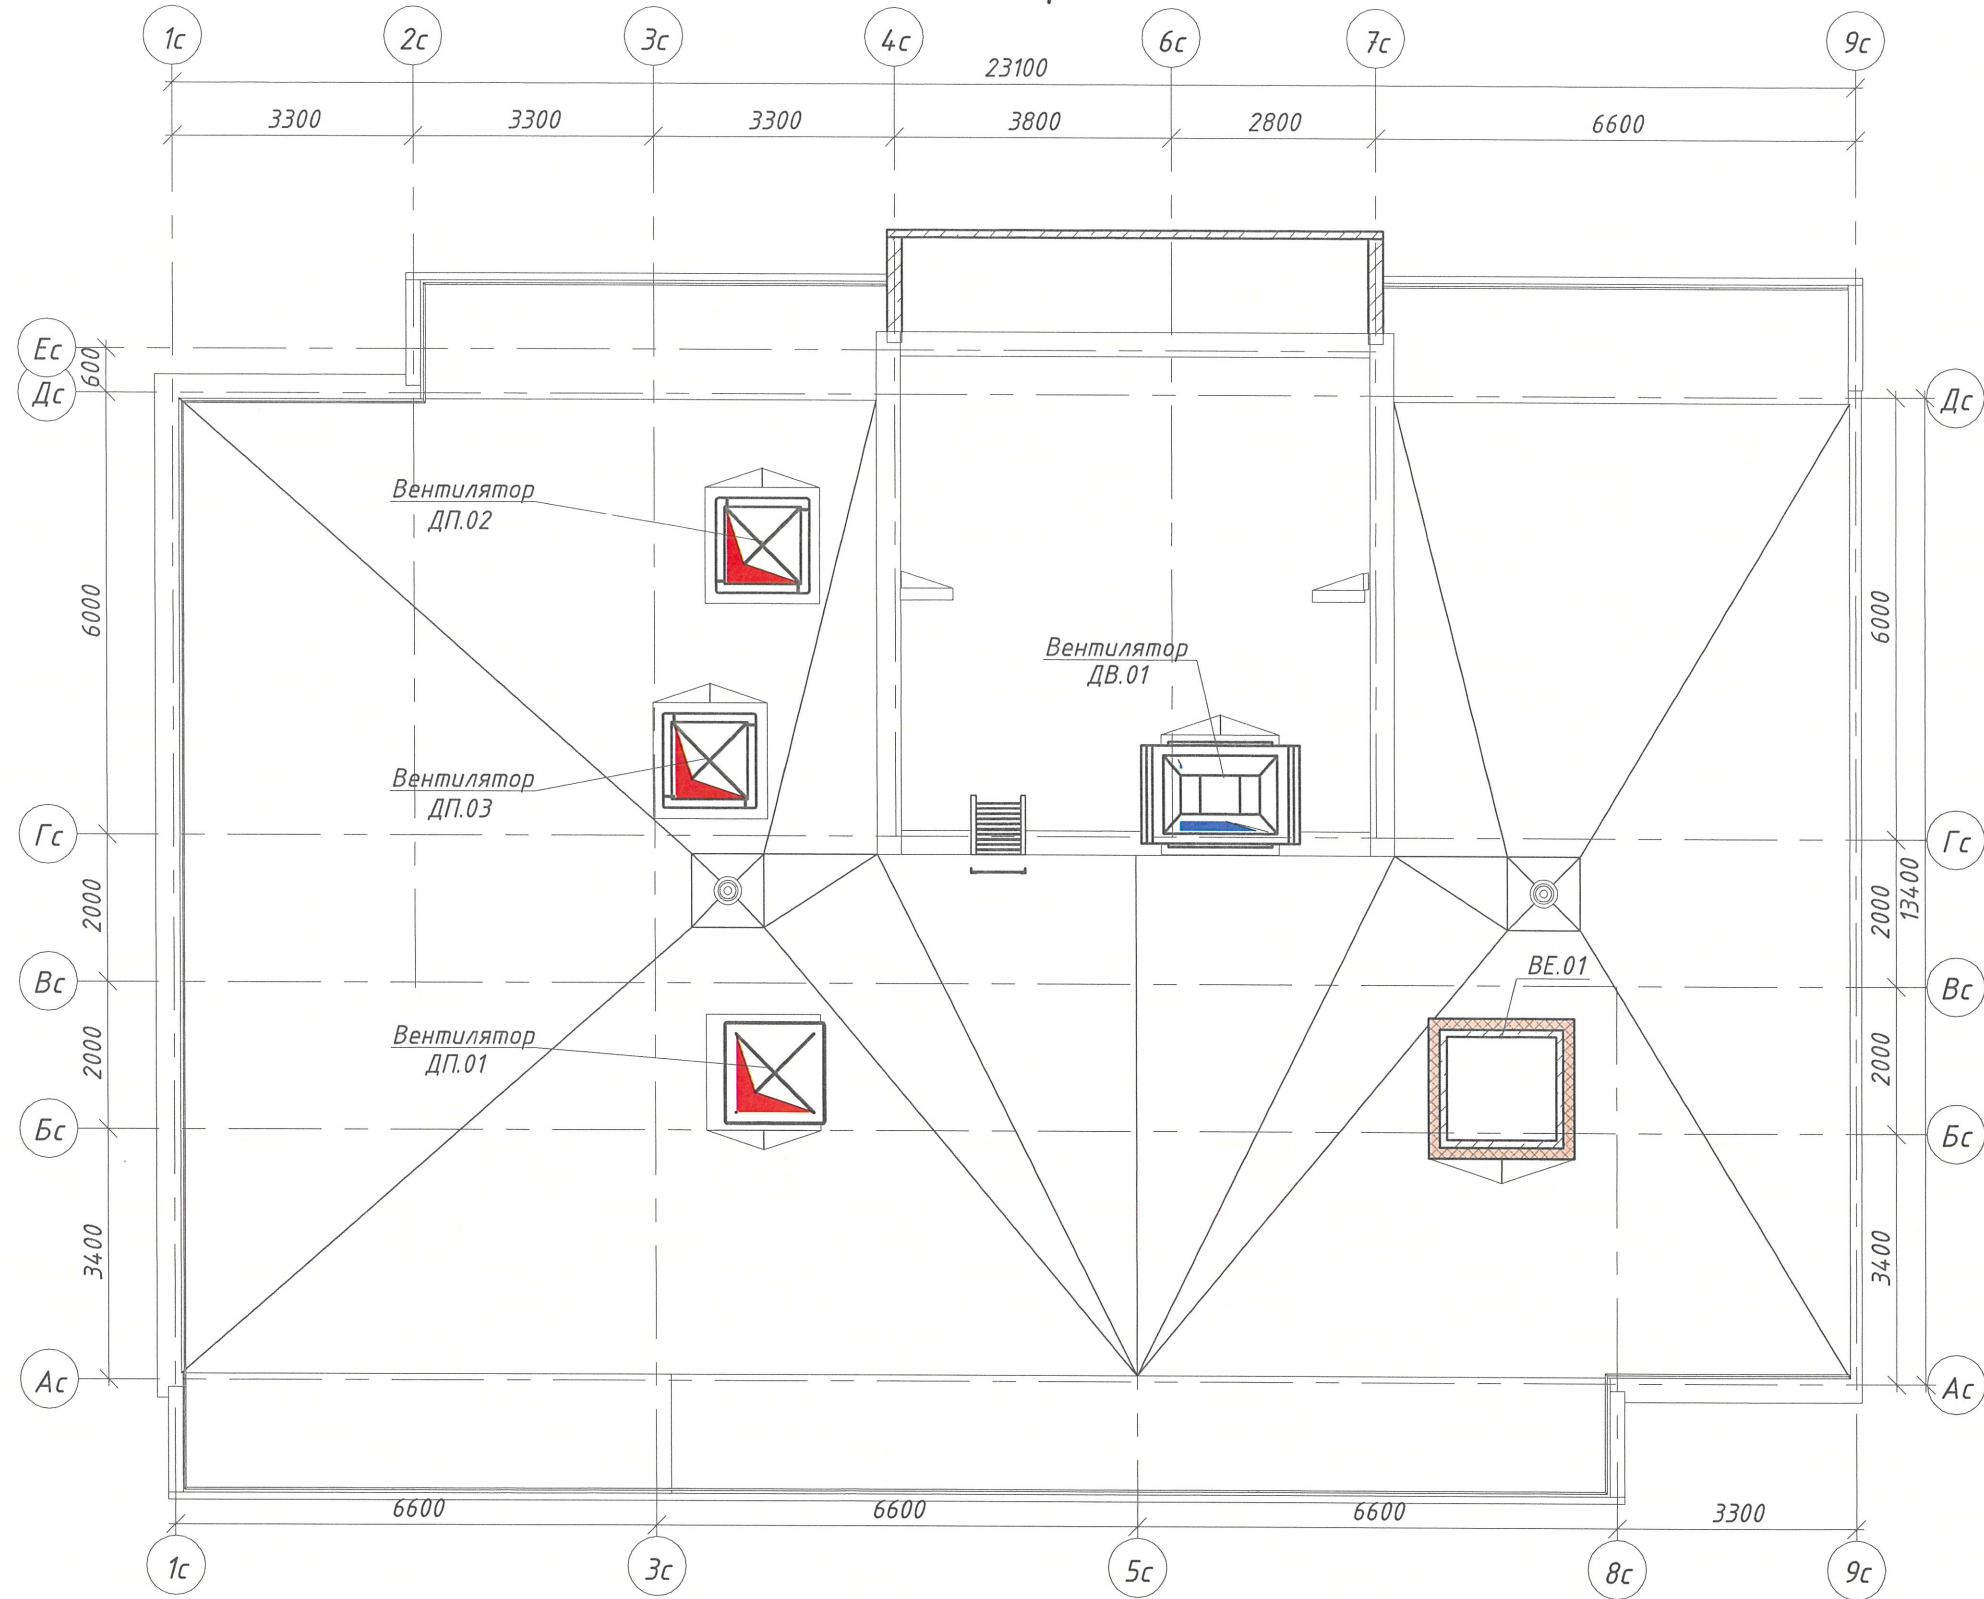 1с 2с 3с 4с 6с 7с 9с
23100
3300 3300 3300 3800 2800 6600
Ес
600
Дс Дс
Вентилятор
ДП.02
6000 6000
Вентилятор
ДВ.01
Вентилятор
ДП.03
Гс Гс
2000 2000 13400
ВЕ.01
Вс Вс
Вентилятор
ДП.01
2000 2000
Бс Бс
3400 3400
Ас Ас
6600 6600 6600 3300
1с 3с 5с 8с 9с